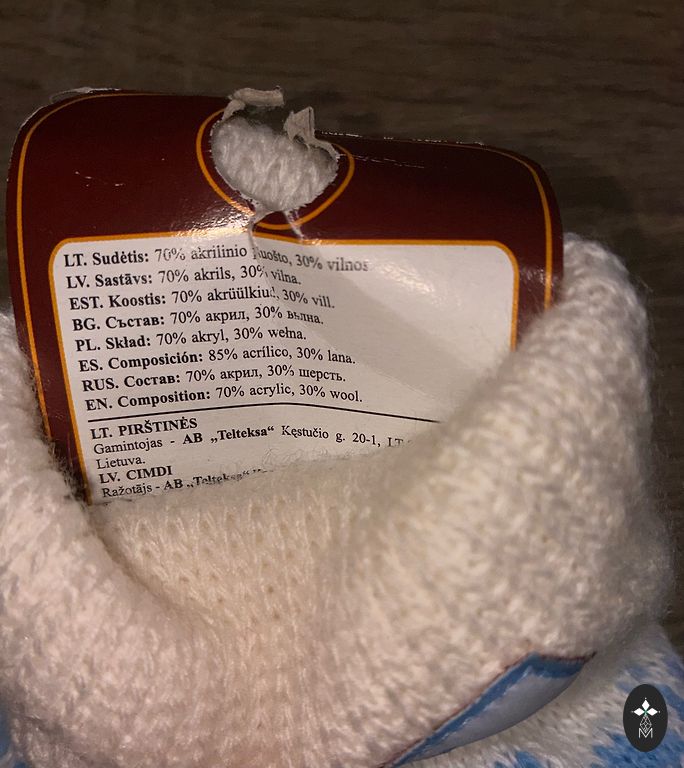 LT. Sudėtis: 70% akrilinio pluošto, 30% vilnos
LV. Sastāvs: 70% akrils, 30% vilna.
EST. Koostis: 70% akrüülkiud, 30% vill.
BG. Състав: 70% акрил, 30% вълна.
PL. Skład: 70% akryl, 30% wełna.
ES. Composición: 85% acrílico, 30% lana.
RUS. Состав: 70% акрил, 30% шерсть.
EN. Composition: 70% acrylic, 30% wool.
LT. PIRŠTINĖS
Gamintojas - AB „Telteksa“ Kęstučio g. 20-1, LT
Lietuva.
LV. CIMDI
Ražotājs - AB „Telteksa“
M